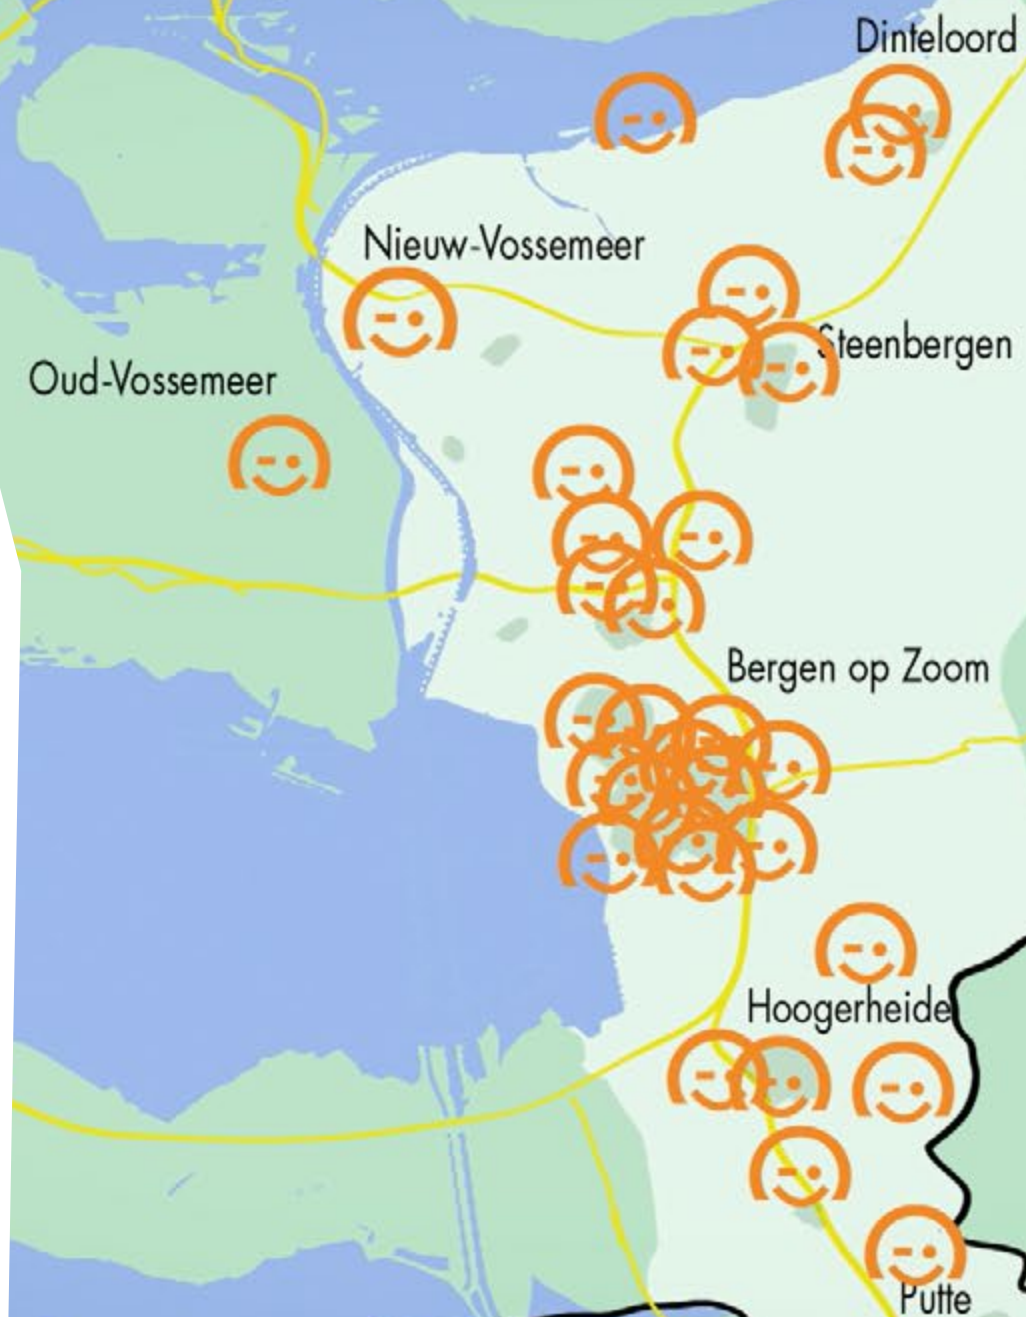 Dinteloord
Nieuw-Vossemeer
Steenbergen
Oud-Vossemeer
Bergen op Zoom
Hoogerheide
Putte